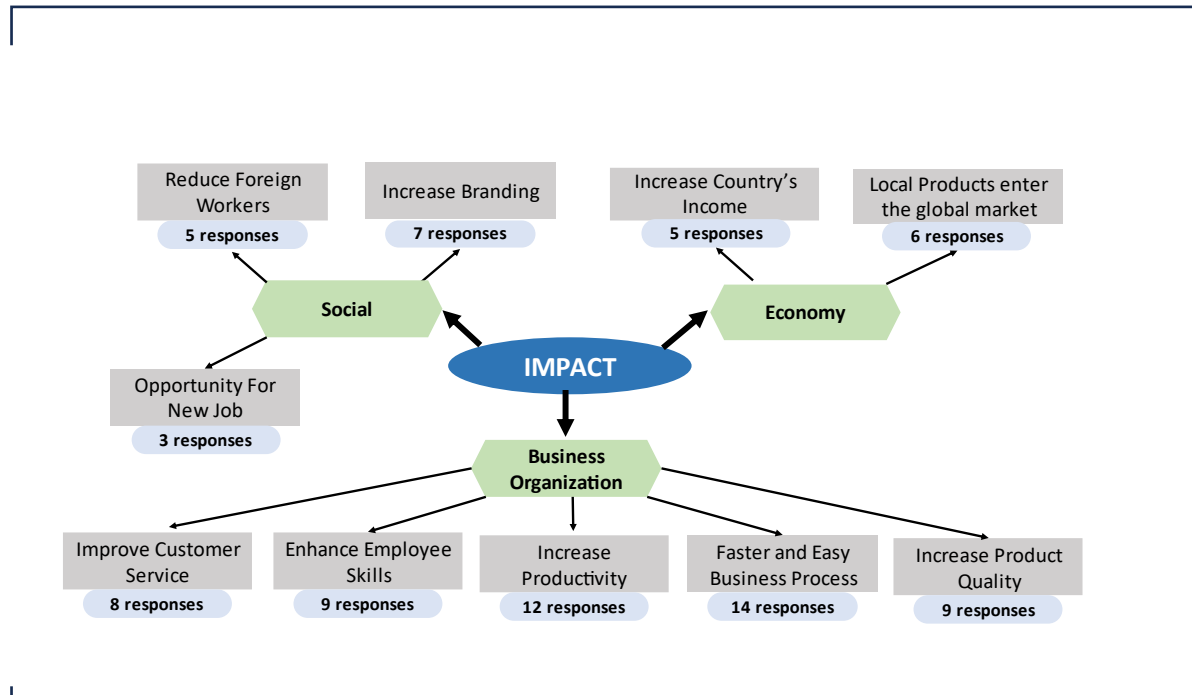 Reduce Foreign
Workers
5 responses
Increase Branding
7 responses
Increase Country’s
Income
5 responses
Local Products enter
the global market
6 responses
Social
Economy
IMPACT
Opportunity For
New Job
3 responses
Business
Organization
Improve Customer
Service
8 responses
Enhance Employee
Skills
9 responses
Increase
Productivity
12 responses
Faster and Easy
Business Process
14 responses
Increase Product
Quality
9 responses